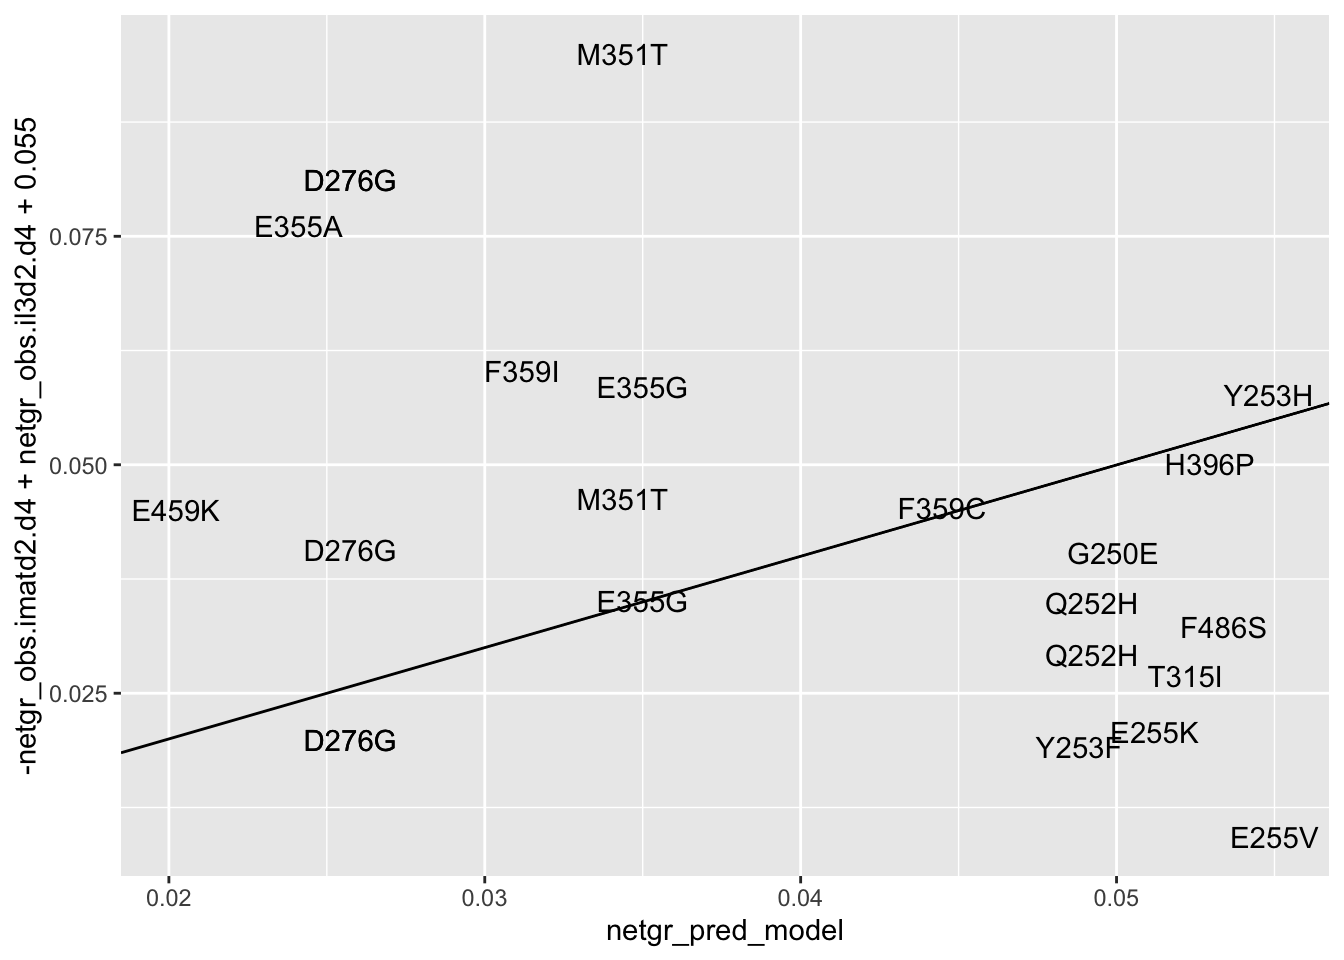 M351T
D276G
E355A
0.075
F359I
E355G
Y253H
0.050
H396P
M351T
E459K
F359C
D276G
G250E
E355G
Q252H
F486S
Q252H
T315I
0.025
E255K
D276G
Y253F
E255V
0.02
0.03
0.04
0.05
netgr_pred_model
-netgr_obs.imatd2.d4 + netgr_obs.il3d2.d4 + 0.055